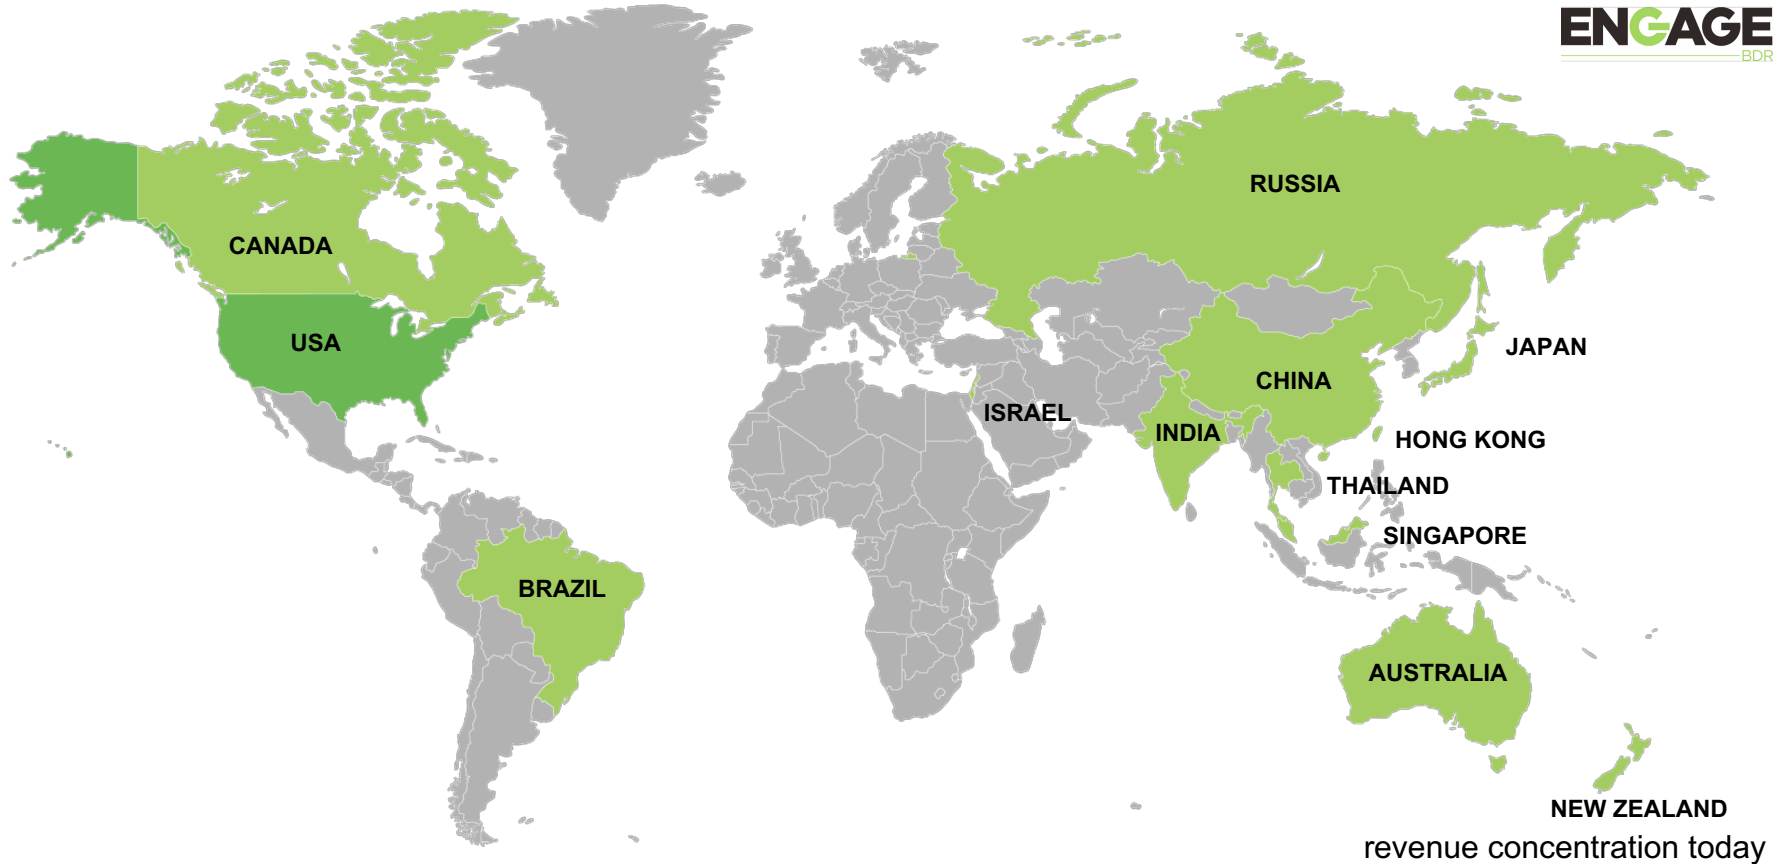 ENGAGE
BDR
RUSSIA
CANADA
USA
JAPAN
CHINA
ISRAEL
INDIA
HONG KONG
THAILAND
SINGAPORE
BRAZIL
AUSTRALIA
NEW ZEALAND
revenue concentration today